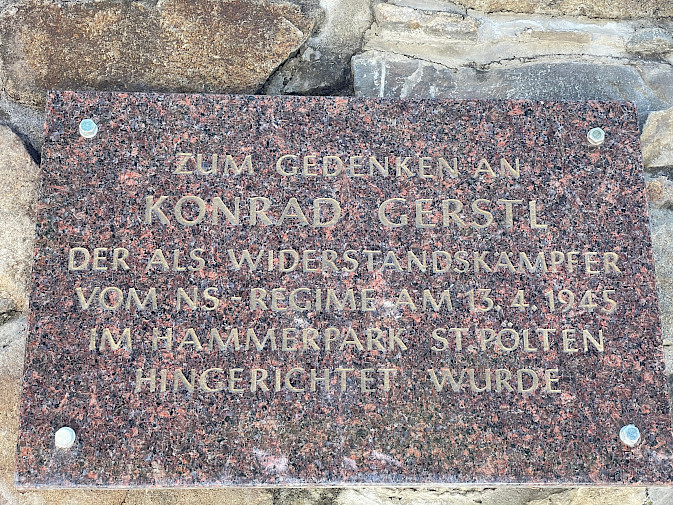 ZUM GEDENKEN AN
KONRAD GERSTL
DER ALS WIDERSTANDSKÄMPFER
VOM NS-REGIME AM 13.4.1945
IM HAMMERPARK ST.PÖLTEN
HINGERICHTET WURDE